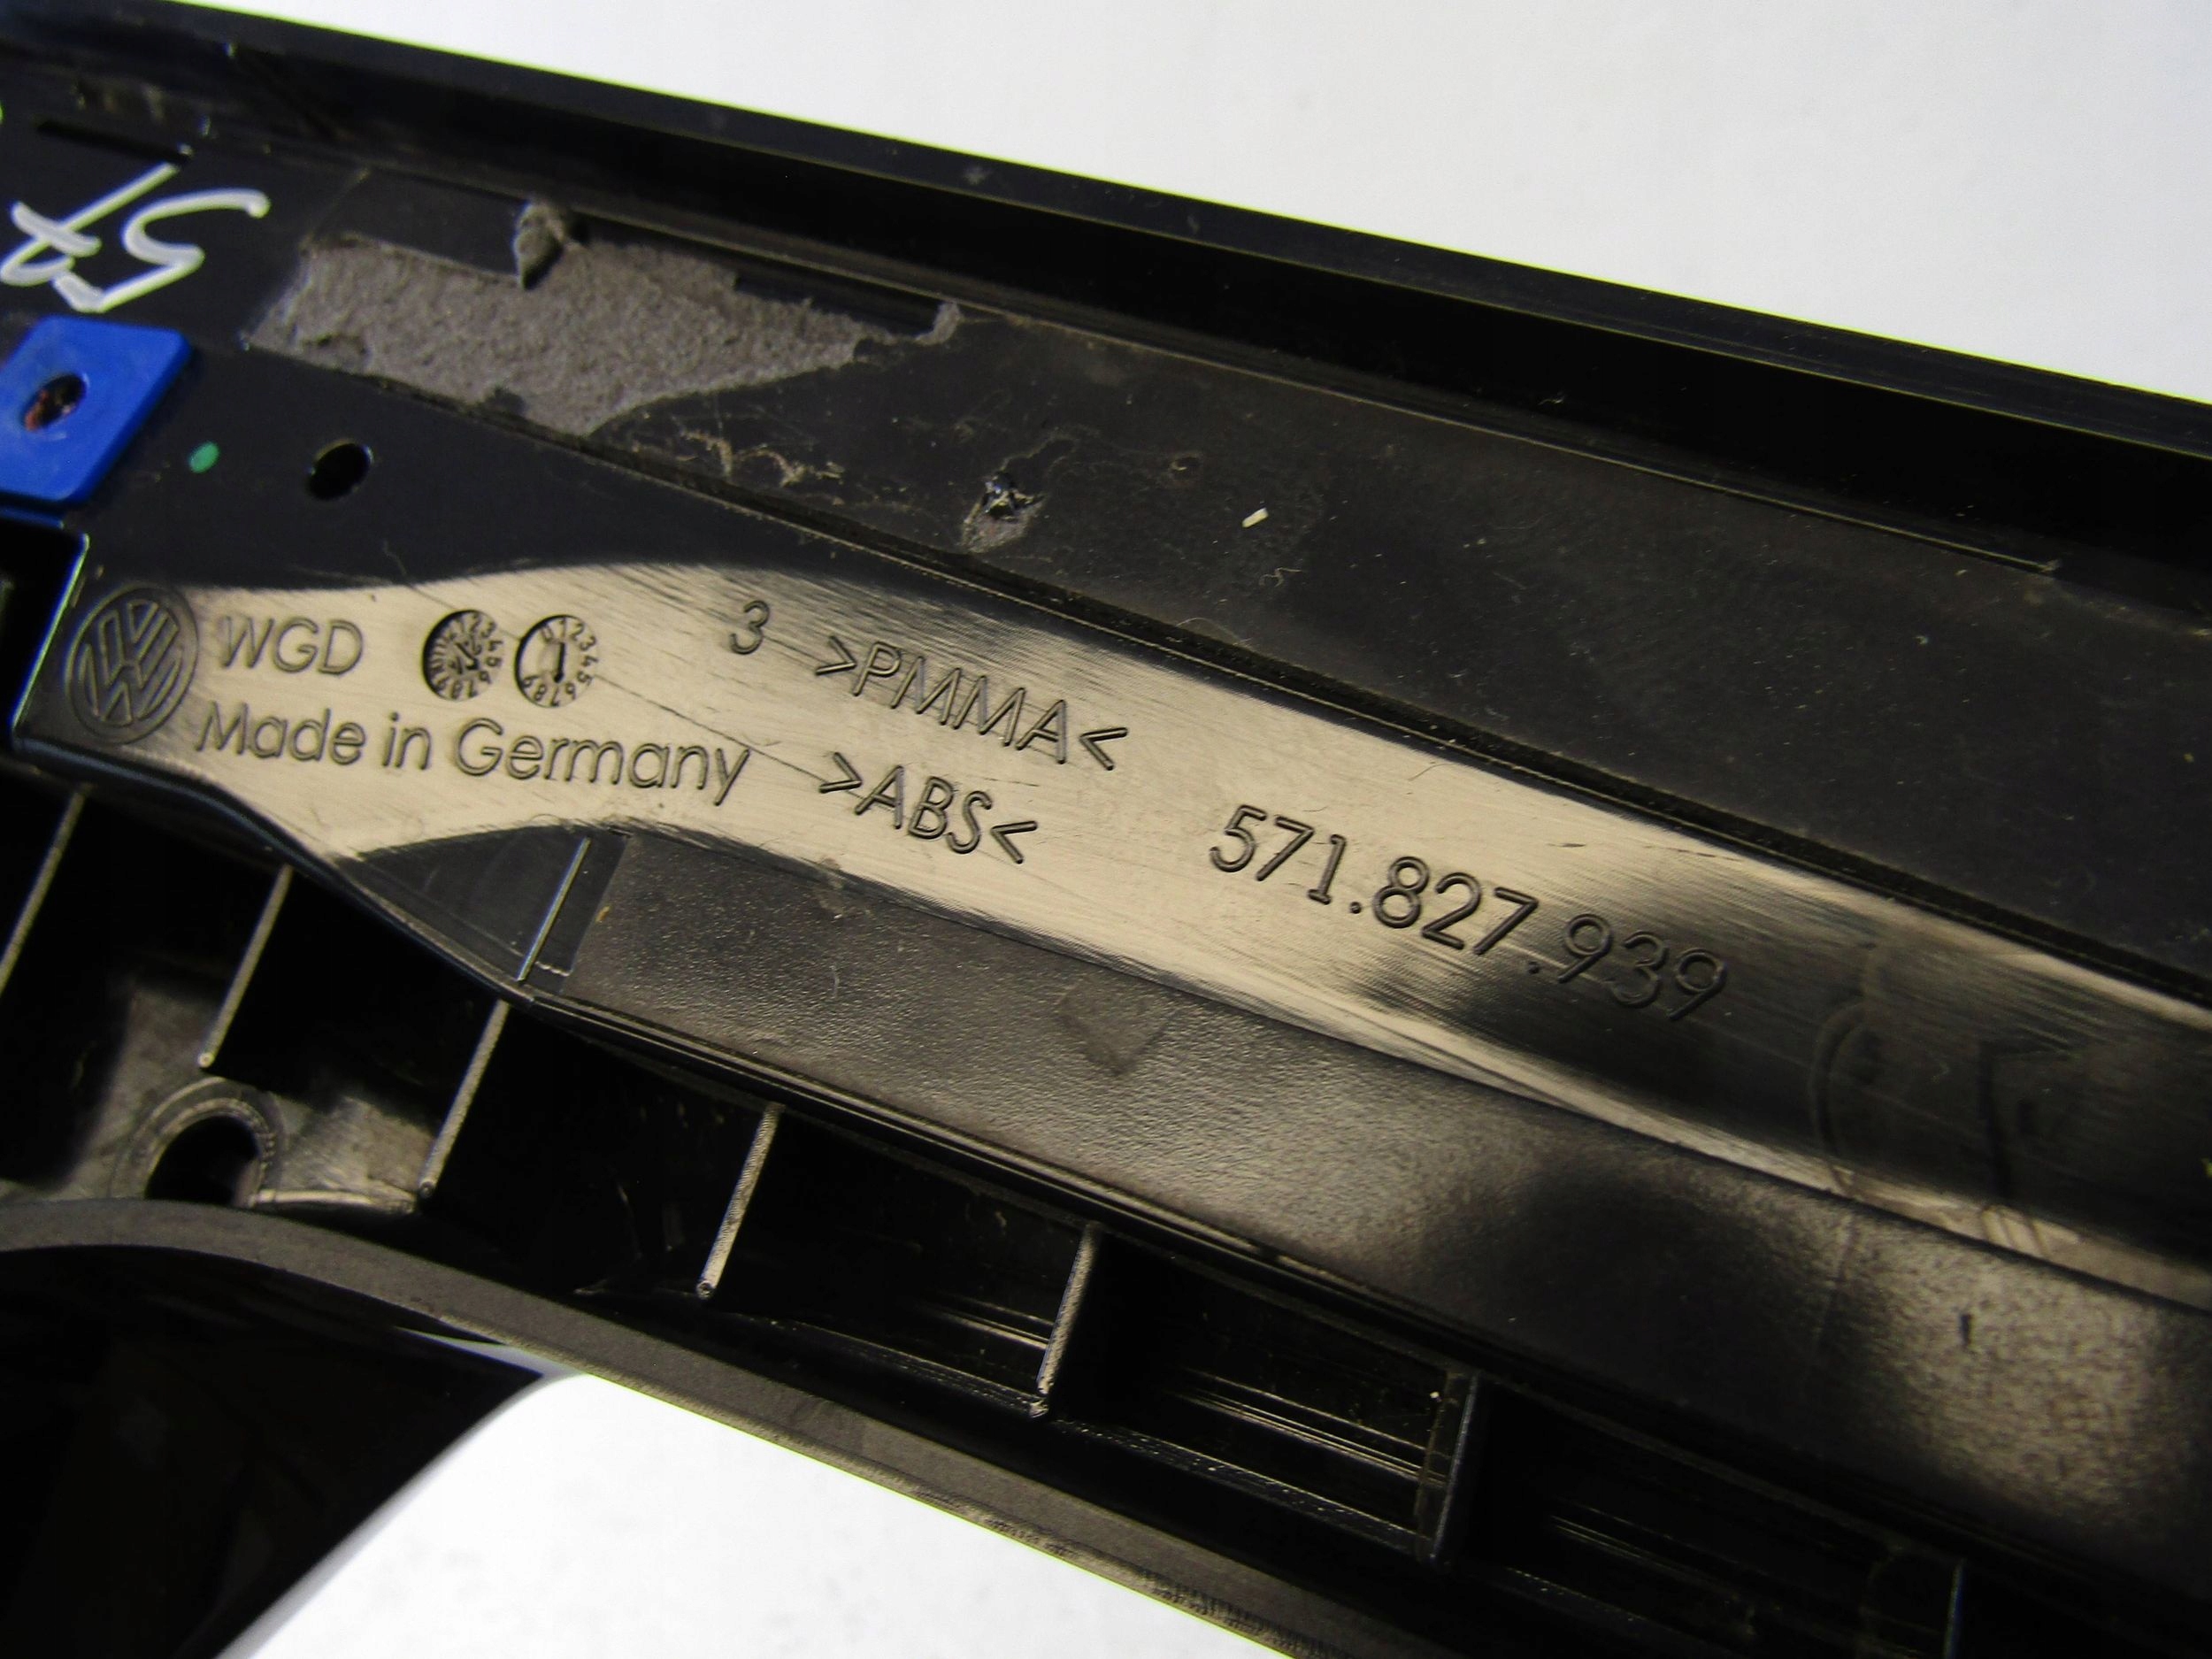 WGD
Made in Germany
3 >PMMA<
>ABS<
571.827.939